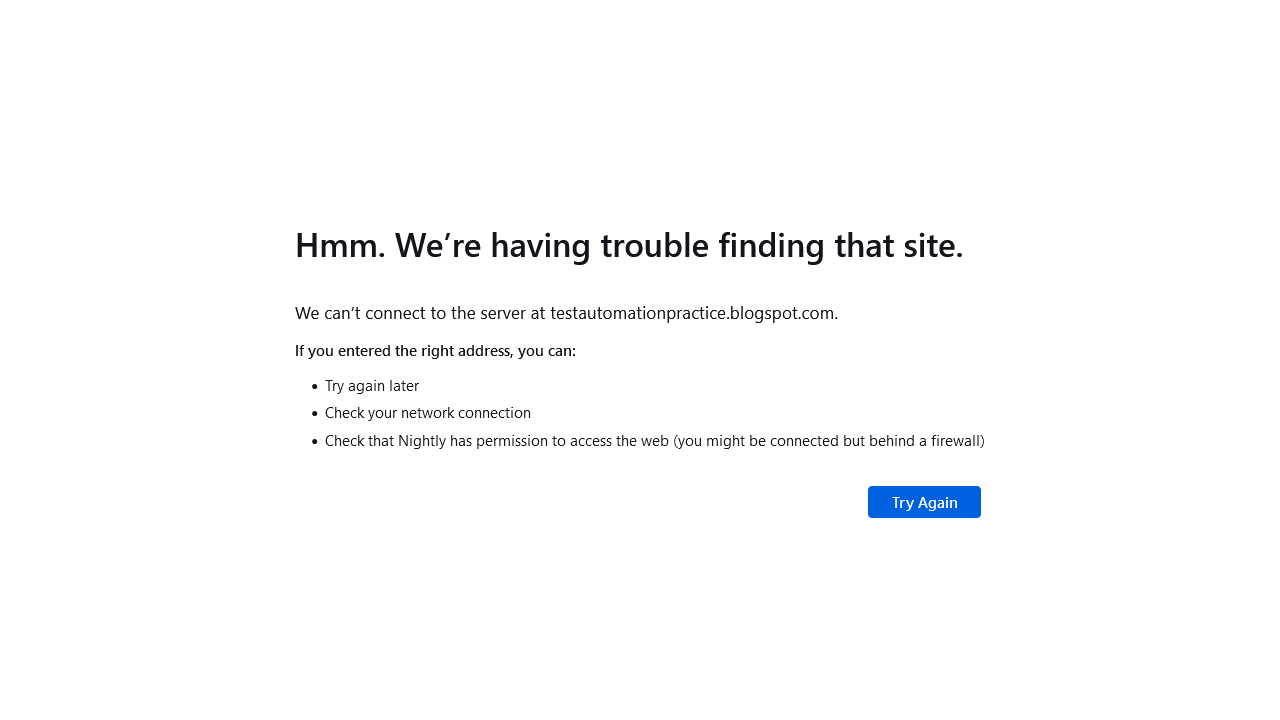 Hmm. We’re having trouble finding that site.
We can’t connect to the server at testautomationpractice.blogspot.com.
If you entered the right address, you can:
• Try again later
• Check your network connection
• Check that Nightly has permission to access the web (you might be connected but behind a firewall)
Try Again